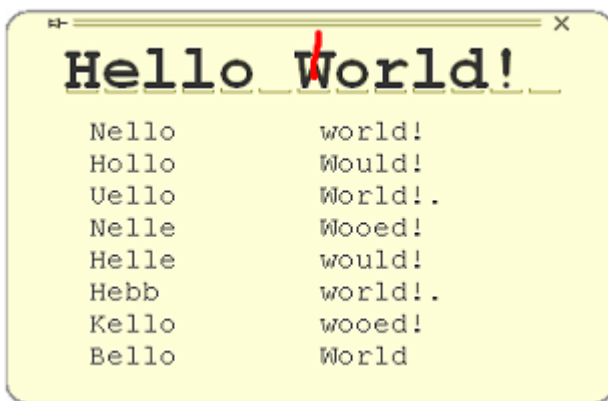 Hello World!
Nello world!
Hollo Would!
Uello World!.
Nelle Wooed!
Helle would!
Hebb world!.
Kello wooed!
Bello World